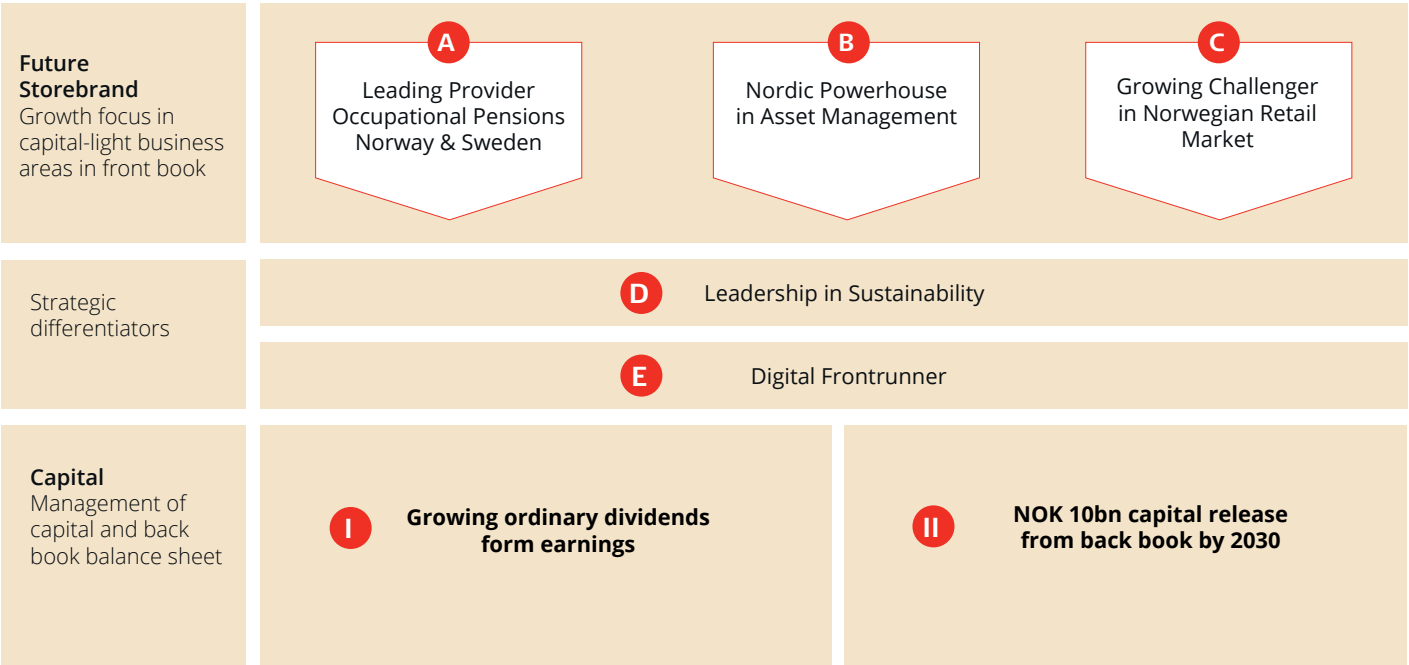 Future
Storebrand
Growth focus in
capital-light business
areas in front book
A
Leading Provider
Occupational Pensions
Norway & Sweden
B
Nordic Powerhouse
in Asset Management
C
Growing Challenger
in Norwegian Retail
Market
Strategic
differentiators
D
Leadership in Sustainability
E
Digital Frontrunner
Capital
Management of
capital and back
book balance sheet
I
Growing ordinary dividends
form earnings
II
NOK 10bn capital release
from back book by 2030